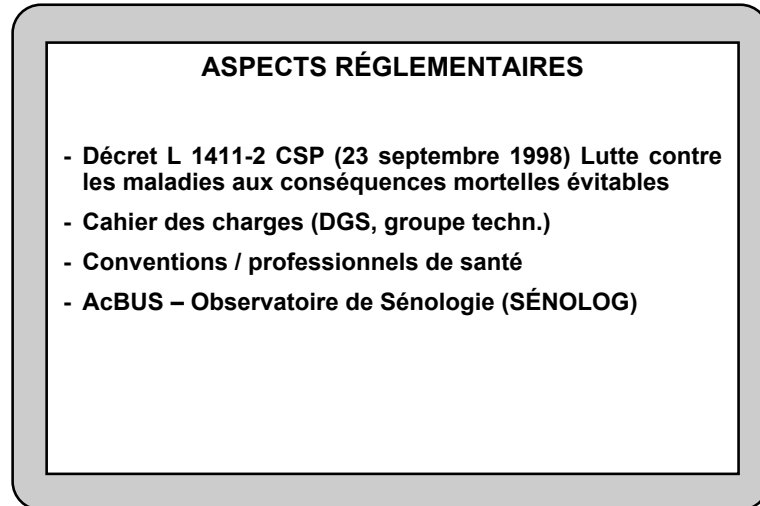 ASPECTS RÉGLEMENTAIRES
- Décret L 1411-2 CSP (23 septembre 1998) Lutte contre
les maladies aux conséquences mortelles évitables
- Cahier des charges (DGS, groupe techn.)
- Conventions / professionnels de santé
- AcBUS – Observatoire de Sénologie (SÉNOLOG)